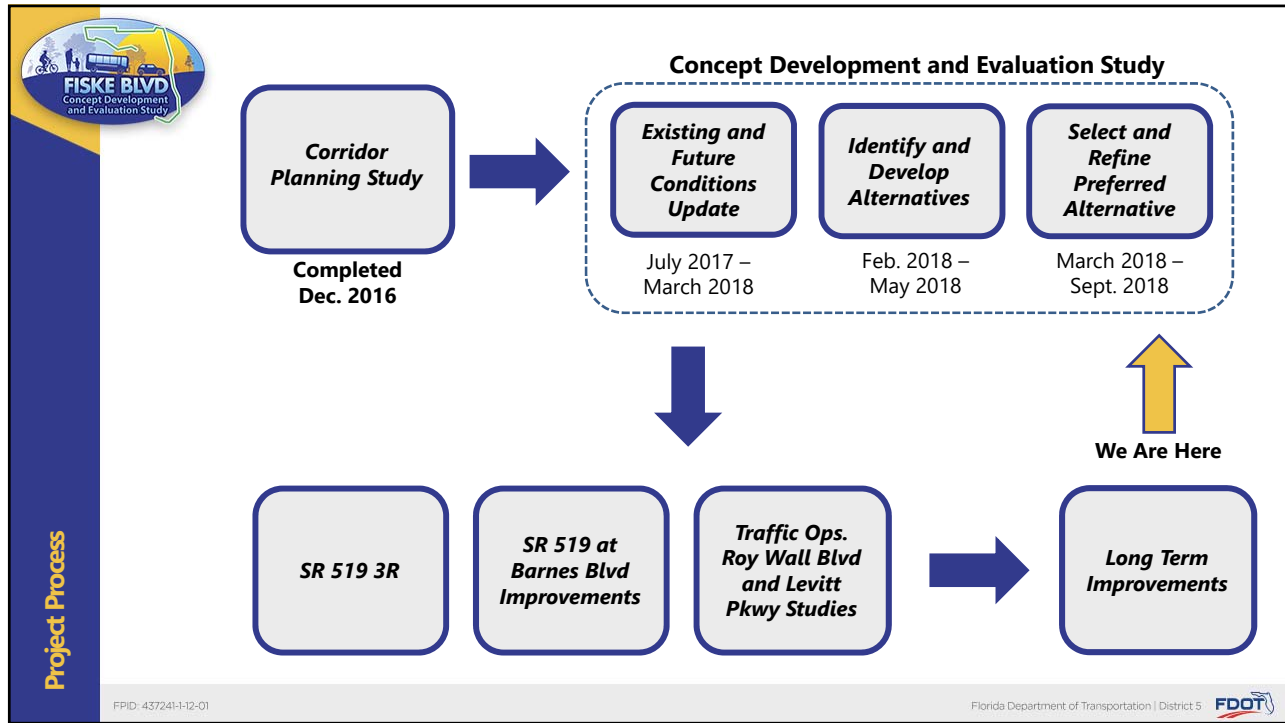 FISKE BLVD
Concept Development
and Evaluation Study
Project Process
Corridor
Planning Study
Completed
Dec. 2016
Concept Development and Evaluation Study
Existing and
Future
Conditions
Update
July 2017 –
March 2018
Identify and
Develop
Alternatives
Feb. 2018 –
May 2018
Select and
Refine
Preferred
Alternative
March 2018 –
Sept. 2018
We Are Here
SR 519 3R
SR 519 at
Barnes Blvd
Improvements
Traffic Ops.
Roy Wall Blvd
and Levitt
Pkwy Studies
Long Term
Improvements
FPID: 437241-1-12-01
Florida Department of Transportation | District 5
FDOT